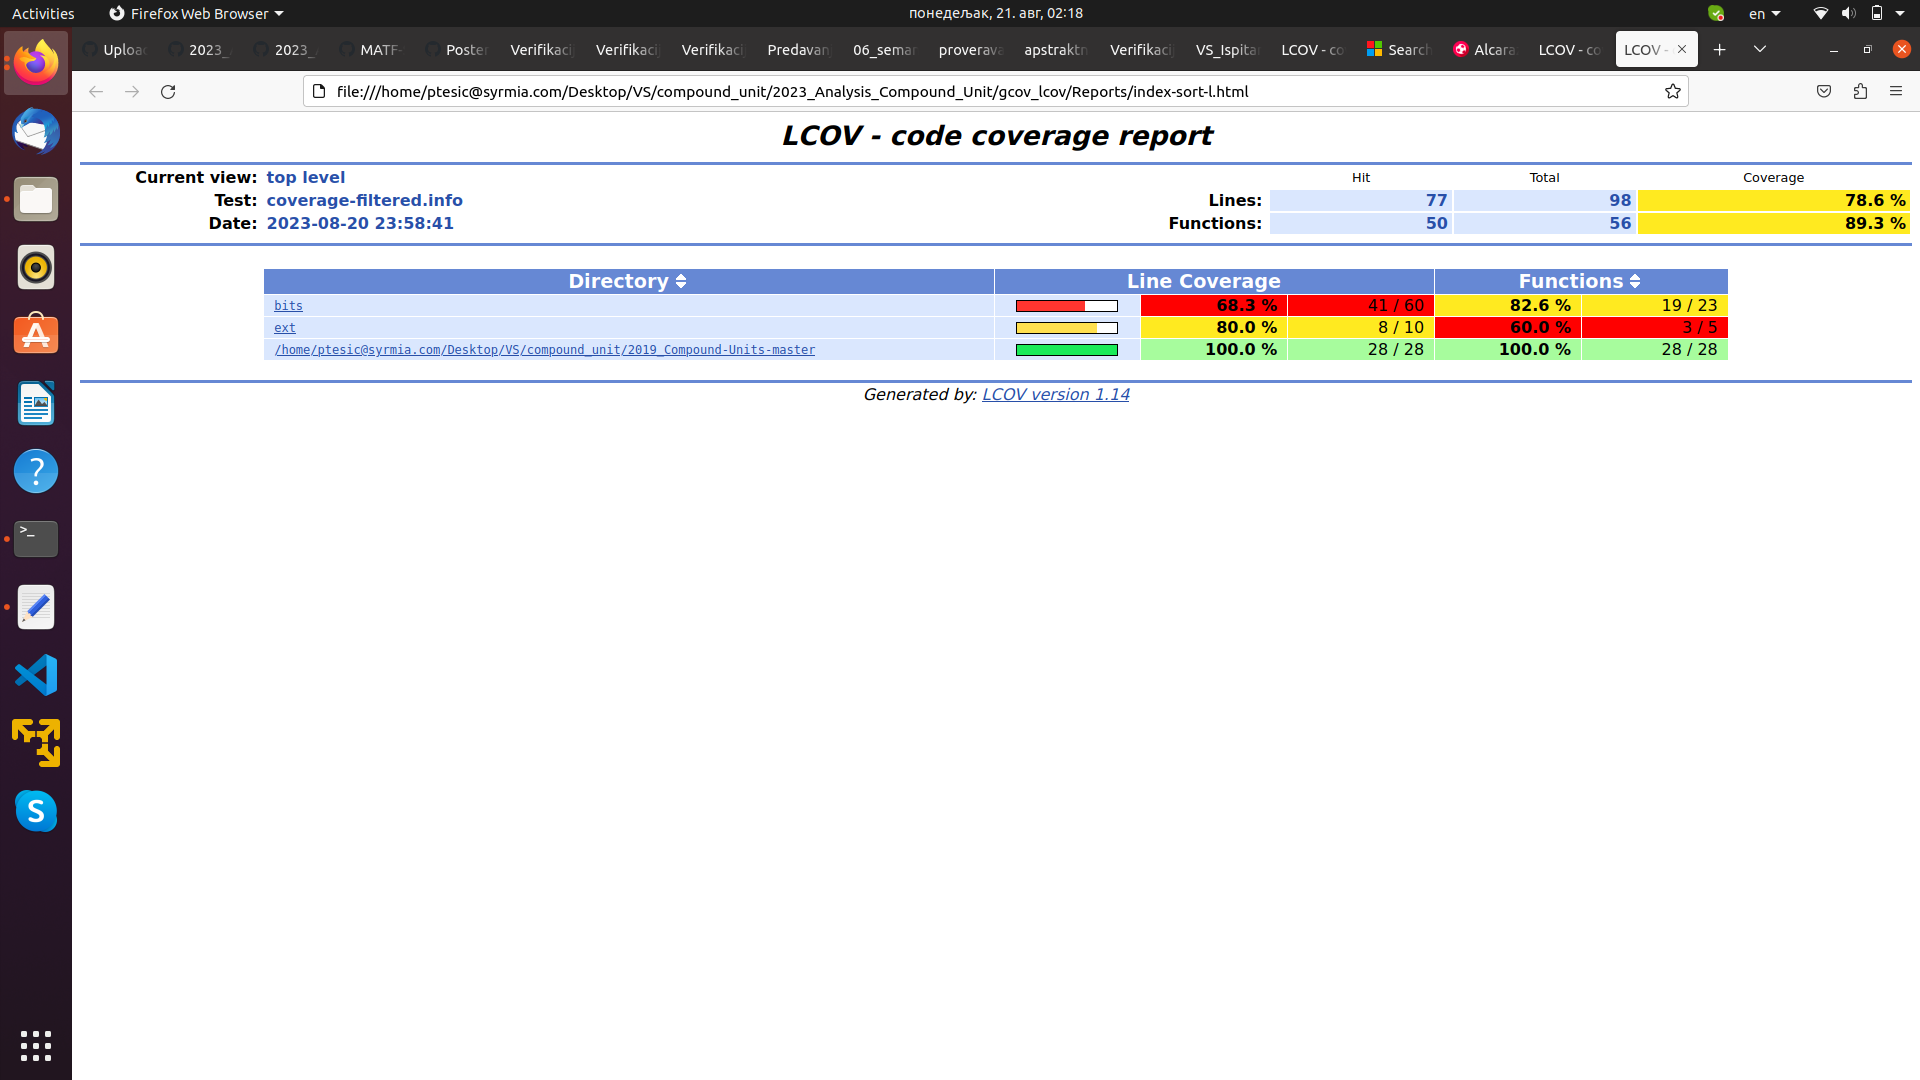 Activities Firefox Web Browser понедељак, 21. авг, 02:18 en
Uploa 2023_ 2023_ MATF- Poster Verifikacij Verifikacij Verifikacij Predavan 06_semar proverava apstraktn Verifikacij VS_Ispitan LCOV - co Search Alcara LCOV - co LCOV -
file:///home/ptesic@syrmia.com/Desktop/VS/compound_unit/2023_Analysis_Compound_Unit/gcov_lcov/Reports/index-sort-l.html
LCOV - code coverage report
Current view: top level Hit Total Coverage
Test: coverage-filtered.info Lines: 77 98 78.6 %
Date: 2023-08-20 23:58:41 Functions: 50 56 89.3 %
Directory Line Coverage Functions
bits 68.3 % 41 / 60 82.6 % 19 / 23
ext 80.0 % 8 / 10 60.0 % 3 / 5
/home/ptesic@syrmia.com/Desktop/VS/compound_unit/2019_Compound-Units-master 100.0 % 28 / 28 100.0 % 28 / 28
Generated by: LCOV version 1.14